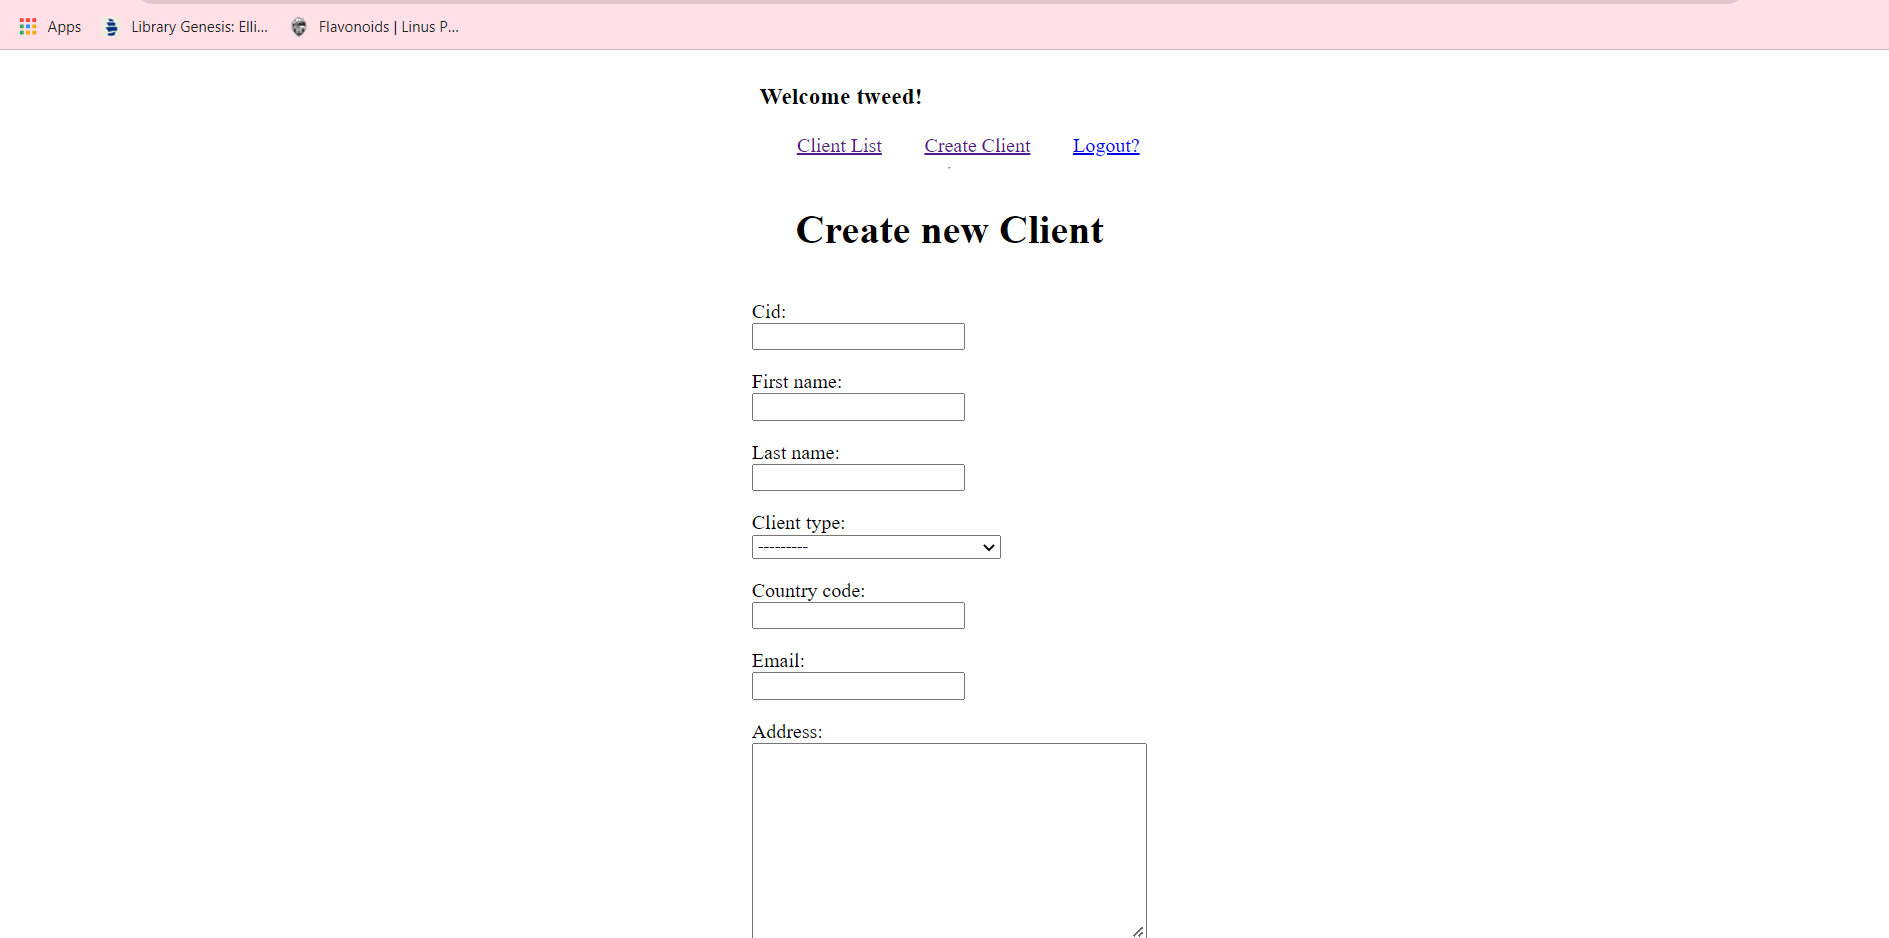 Apps Library Genesis: Elli... Flavonoids | Linus P...
Welcome tweed!
Client List Create Client Logout?
Create new Client
Cid:
First name:
Last name:
Client type:
---------
Country code:
Email:
Address: